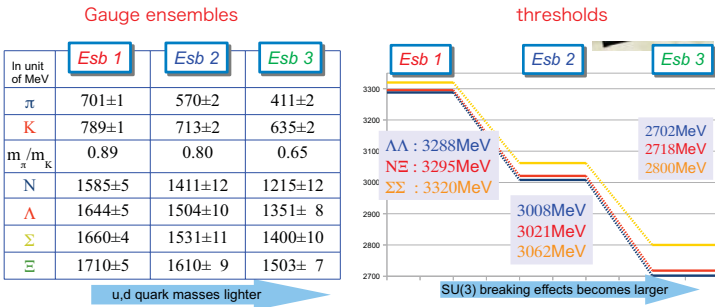 Gauge ensembles
In unit of MeV Esb 1 Esb 2 Esb 3
π 701±1 570±2 411±2
K 789±1 713±2 635±2
m_π/m_K 0.89 0.80 0.65
N 1585±5 1411±12 1215±12
Λ 1644±5 1504±10 1351± 8
Σ 1660±4 1531±11 1400±10
Ξ 1710±5 1610± 9 1503± 7
u,d quark masses lighter
thresholds
Esb 1 Esb 2 Esb 3
3300
3200
3100
3000
2900
2800
2700
ΛΛ : 3288MeV
NΞ : 3295MeV
ΣΣ : 3320MeV
3008MeV
3021MeV
3062MeV
2702MeV
2718MeV
2800MeV
SU(3) breaking effects becomes larger